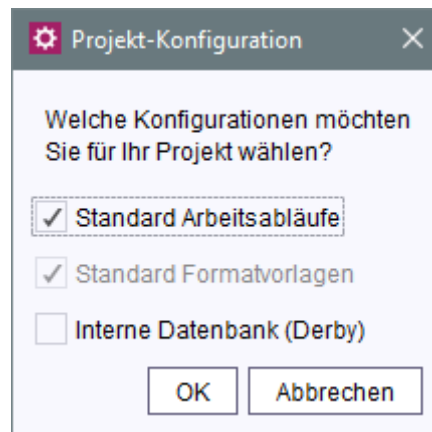 Projekt-Konfiguration
Welche Konfigurationen möchten
Sie für Ihr Projekt wählen?
Standard Arbeitsabläufe
Standard Formatvorlagen
Interne Datenbank (Derby)
OK Abbrechen